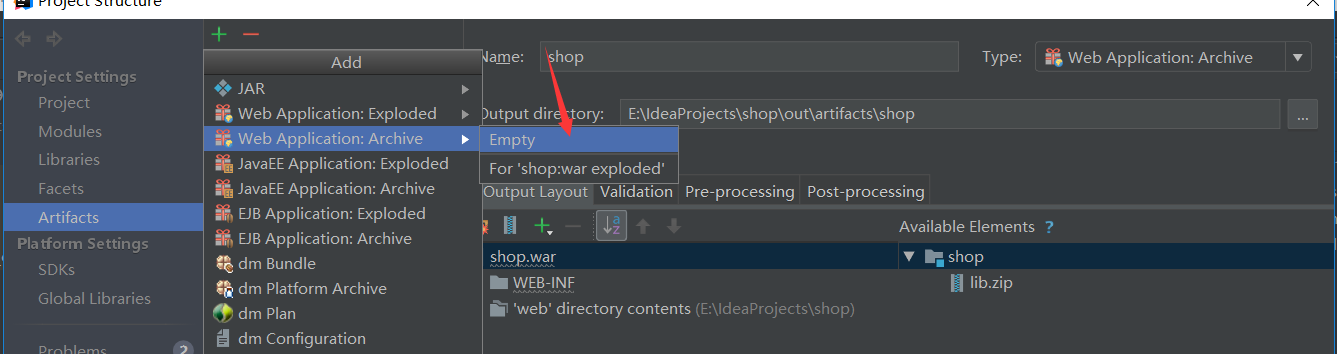 Project Structure
Project Settings
Project
Modules
Libraries
Facets
Artifacts
Platform Settings
SDKs
Global Libraries
Problems 2
Add
JAR
Web Application: Exploded
Web Application: Archive
JavaEE Application: Exploded
JavaEE Application: Archive
EJB Application: Exploded
EJB Application: Archive
dm Bundle
dm Platform Archive
dm Plan
dm Configuration
Empty
For 'shop:war exploded'
Name: shop Type: Web Application: Archive
Output directory: E:\IdeaProjects\shop\out\artifacts\shop ...
Output Layout Validation Pre-processing Post-processing
a z
Available Elements ?
shop.war
WEB-INF
'web' directory contents (E:\IdeaProjects\shop)
shop
lib.zip